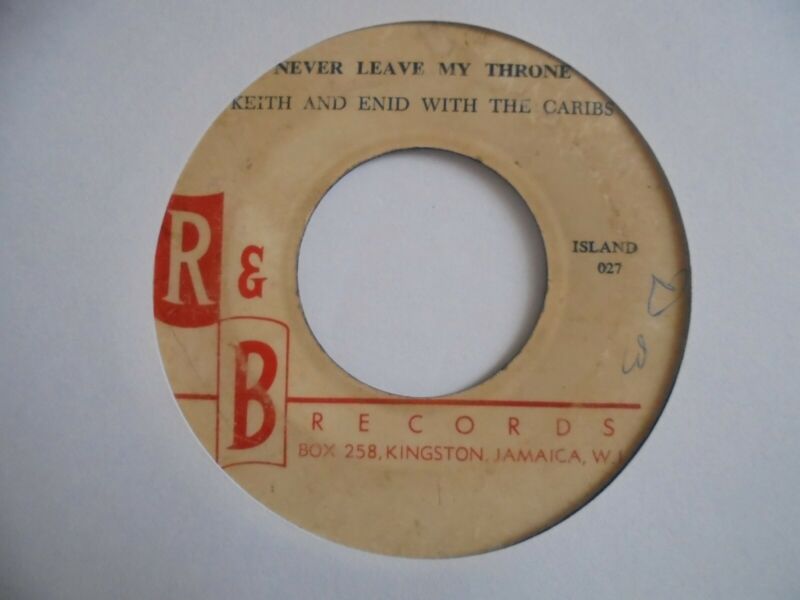 NEVER LEAVE MY THRONE
KEITH AND ENID WITH THE CARIBS
ISLAND
027
R &
B
RECORDS
BOX 258, KINGSTON, JAMAICA, W.I.